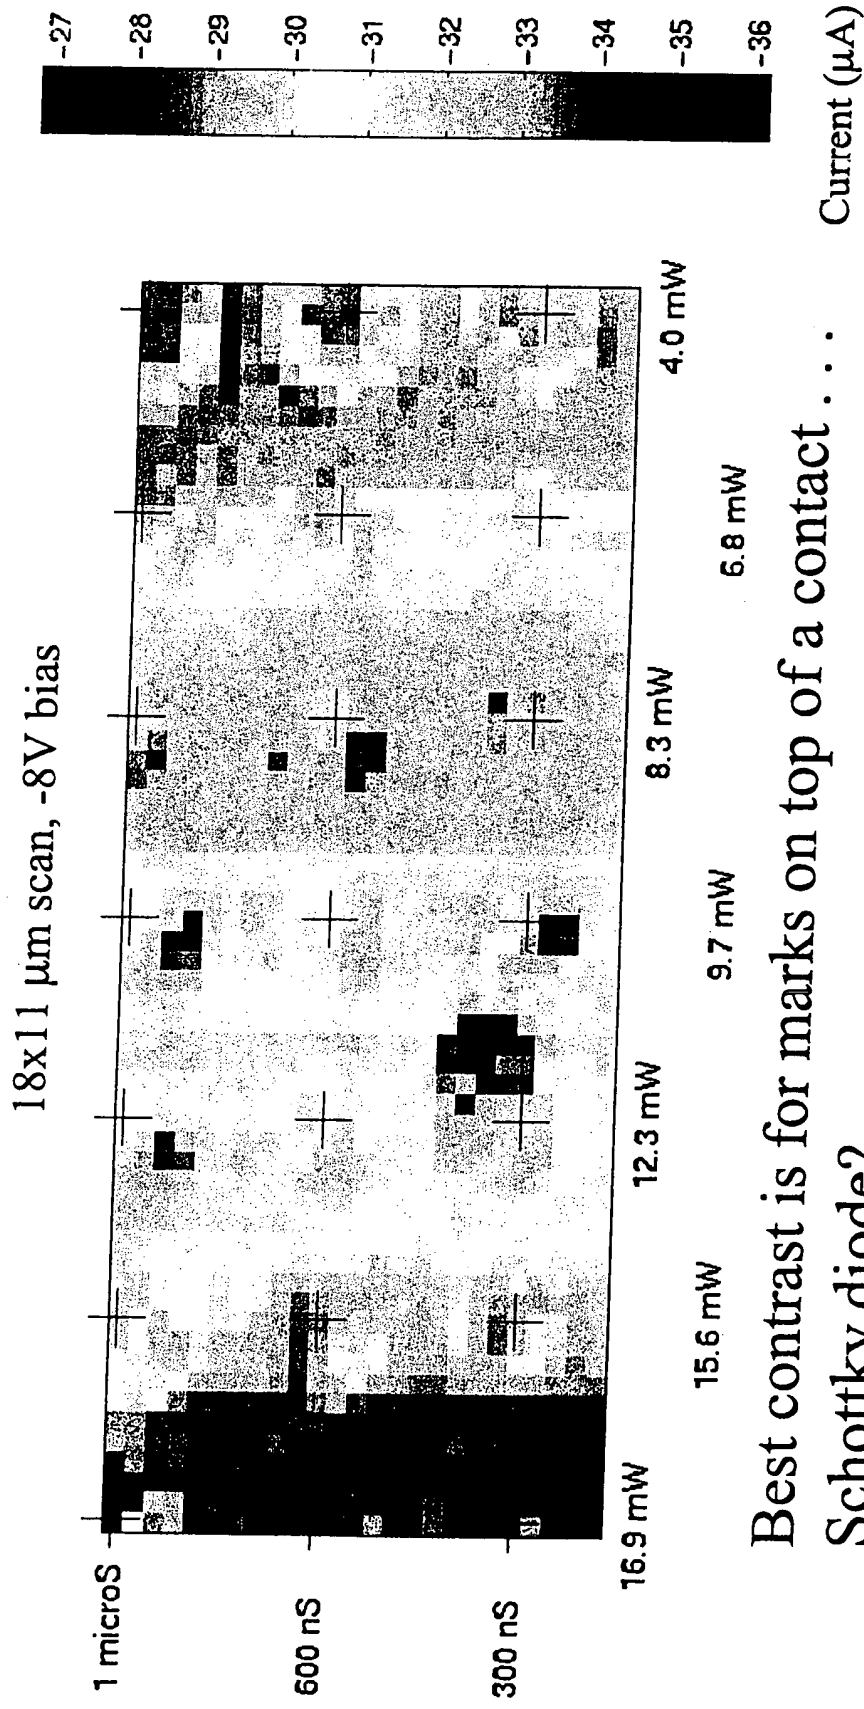 18x11 µm scan, -8V bias
1 microS
600 nS
300 nS
16.9 mW
15.6 mW
12.3 mW
9.7 mW
8.3 mW
6.8 mW
4.0 mW
-27
-28
-29
-30
-31
-32
-33
-34
-35
-36
Current (µA)
Best contrast is for marks on top of a contact . . .
Schottky diode?